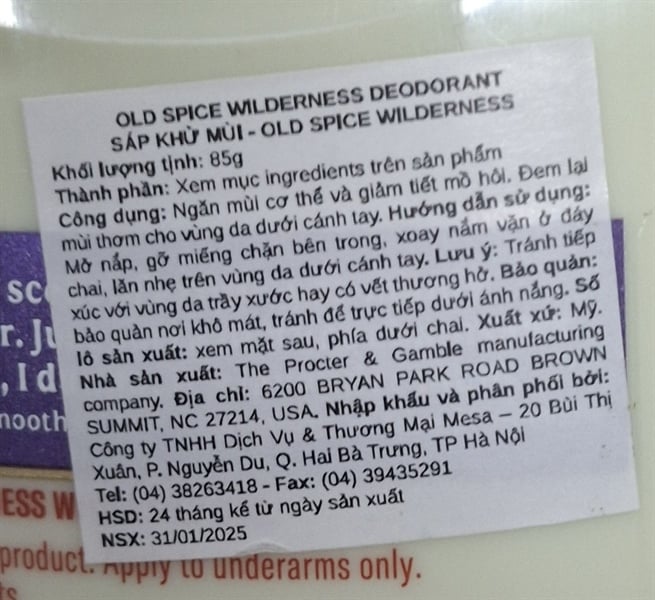 OLD SPICE WILDERNESS DEODORANT
SÁP KHỬ MÙI - OLD SPICE WILDERNESS
Khối lượng tịnh: 85g
Thành phần: Xem mục ingredients trên sản phẩm
Công dụng: Ngăn mùi cơ thể và giảm tiết mồ hôi. Đem lại
mùi thơm cho vùng da dưới cánh tay. Hướng dẫn sử dụng:
Mở nắp, gỡ miếng chặn bên trong, xoay nắm vặn ở đáy
chai, lăn nhẹ trên vùng da dưới cánh tay. Lưu ý: Tránh tiếp
xúc với vùng da trầy xước hay có vết thương hở. Bảo quản:
bảo quản nơi khô mát, tránh để trực tiếp dưới ánh nắng. Số
lô sản xuất: xem mặt sau, phía dưới chai. Xuất xứ: Mỹ.
Nhà sản xuất: The Procter & Gamble manufacturing
company. Địa chỉ: 6200 BRYAN PARK ROAD BROWN
SUMMIT, NC 27214, USA. Nhập khẩu và phân phối bởi:
Công ty TNHH Dịch Vụ & Thương Mại Mesa – 20 Bùi Thị
Xuân, P. Nguyễn Du, Q. Hai Bà Trưng, TP Hà Nội
Tel: (04) 38263418 - Fax: (04) 39435291
HSD: 24 tháng kể từ ngày sản xuất
NSX: 31/01/2025
sc
r. Ju
, I d
nooth
ESS W
product. Apply to underarms only.
ts